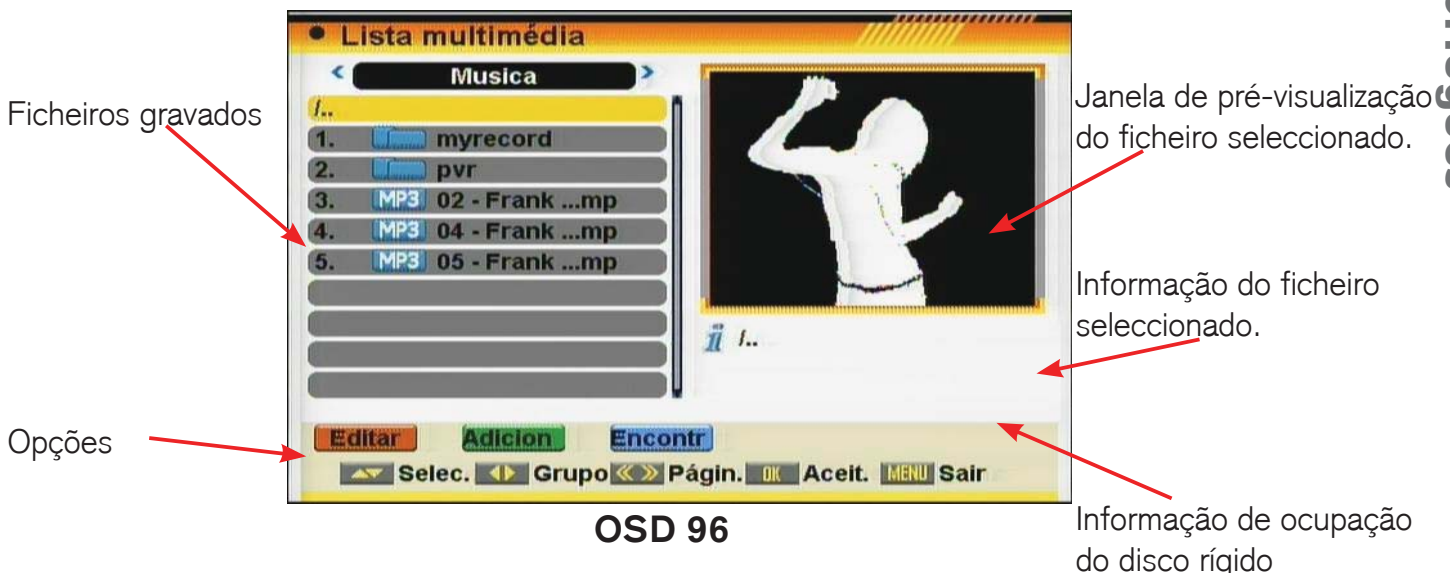 Lista multimédia
Musica
/..
1. myrecord
2. pvr
3. MP3 02 - Frank ...mp
4. MP3 04 - Frank ...mp
5. MP3 05 - Frank ...mp
/..
Editar Adicion Encontr
Selec. Grupo Págin. OK Aceit. MENU Sair
Ficheiros gravados
Opções
Janela de pré-visualização
do ficheiro seleccionado.
Informação do ficheiro
seleccionado.
Informação de ocupação
do disco rígido
OSD 96